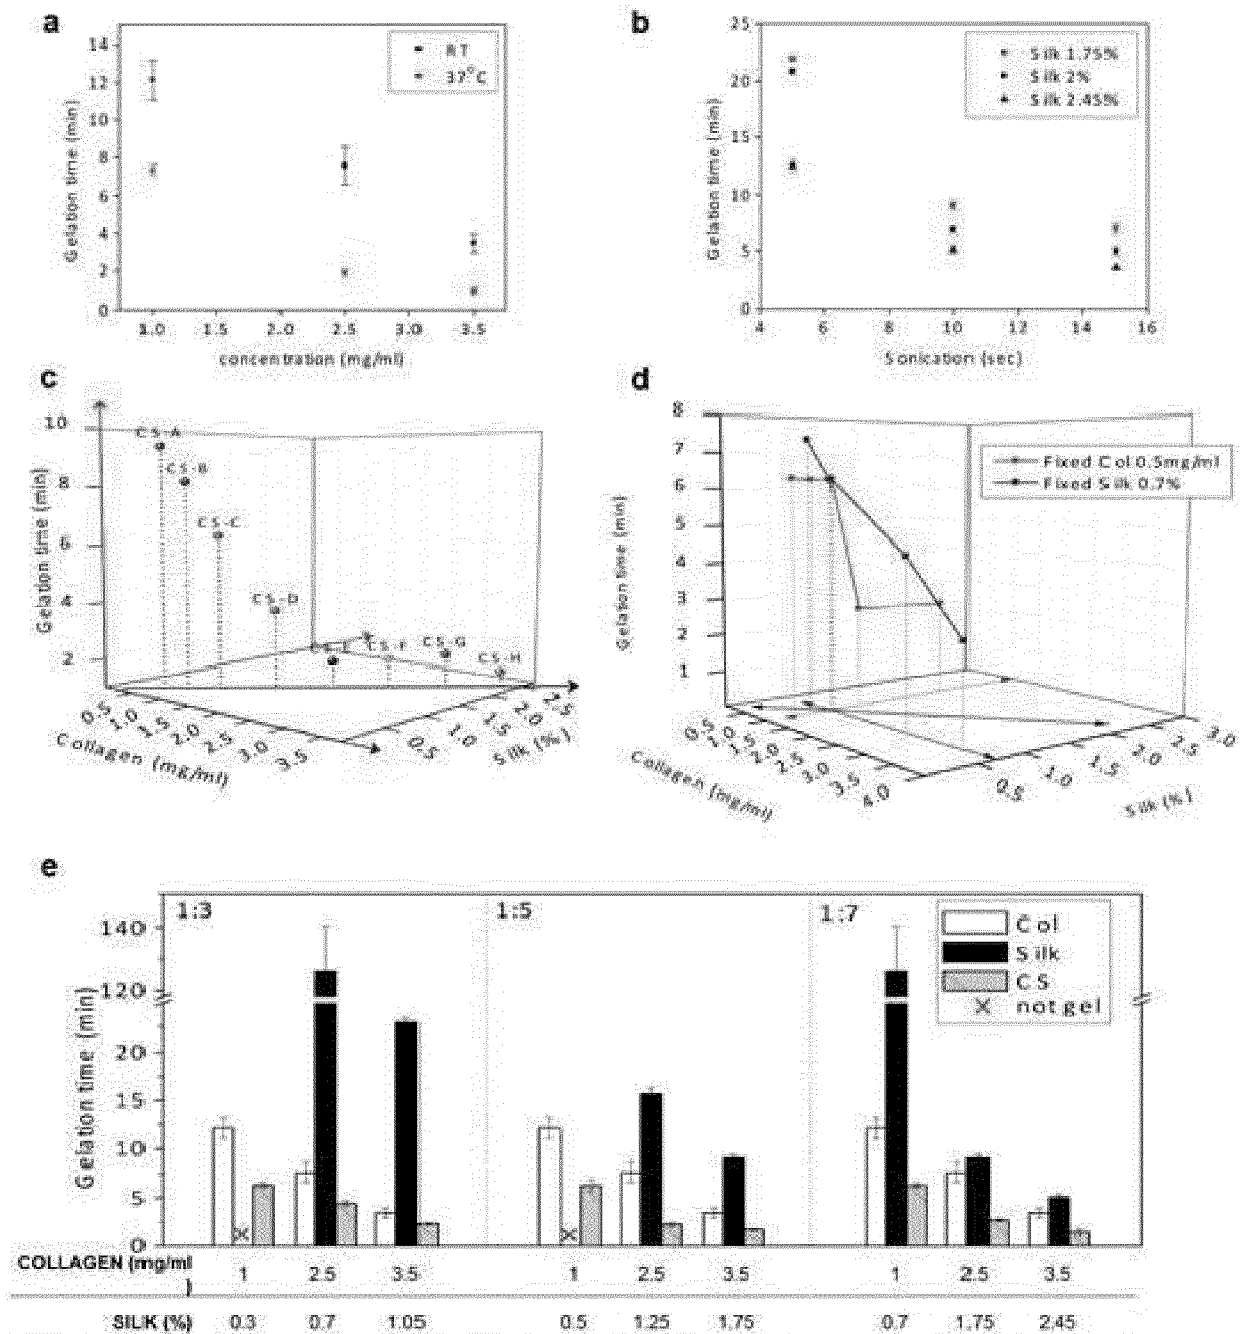 a
14
12
10
8
6
4
2
0
RT
37°C
Gelation time (min)
1.0 1.5 2.0 2.5 3.0 3.5
concentration (mg/ml)
b
25
20
15
10
5
0
Silk 1.75%
Silk 2%
Silk 2.45%
Gelation time (min)
4 6 8 10 12 14 16
Sonication (sec)
c
10
8
6
4
2
Gelation time (min)
CS-A
CS-B
CS-C
CS-D
CS-E CS-F CS-G
CS-H
0.5 1.0 1.5 2.0 2.5 3.0 3.5
Collagen (mg/ml)
0.5 1.0 1.5 2.0 2.5
Silk (%)
d
8
7
6
5
4
3
2
1
Gelation time (min)
Fixed Col 0.5mg/ml
Fixed Silk 0.7%
0.5 1.0 1.5 2.0 2.5 3.0 3.5 4.0
Collagen (mg/ml)
0.5 1.0 1.5 2.0 2.5 3.0
Silk (%)
e
1:3 1:5 1:7
140
120
20
15
10
5
0
Gelation time (min)
Col
Silk
CS
not gel
COLLAGEN (mg/ml
)
1 2.5 3.5 1 2.5 3.5 1 2.5 3.5
SILK (%) 0.3 0.7 1.05 0.5 1.25 1.75 0.7 1.75 2.45